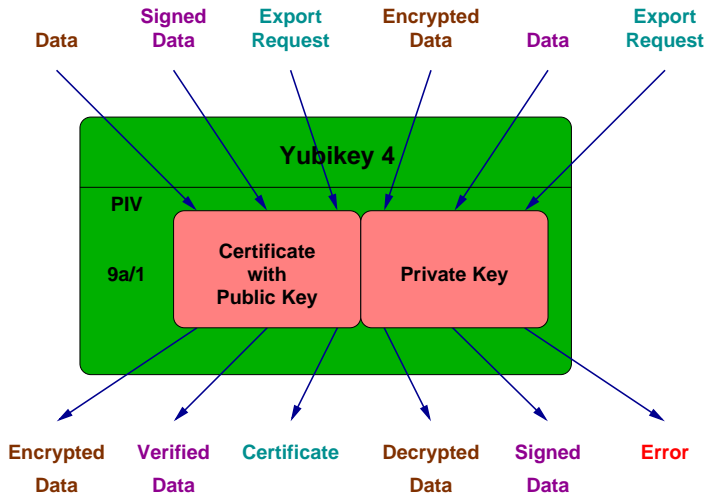 Data
Signed
Data
Export
Request
Encrypted
Data
Data
Export
Request
Yubikey 4
PIV
9a/1
Certificate
with
Public Key
Private Key
Encrypted
Data
Verified
Data
Certificate
Decrypted
Data
Signed
Data
Error